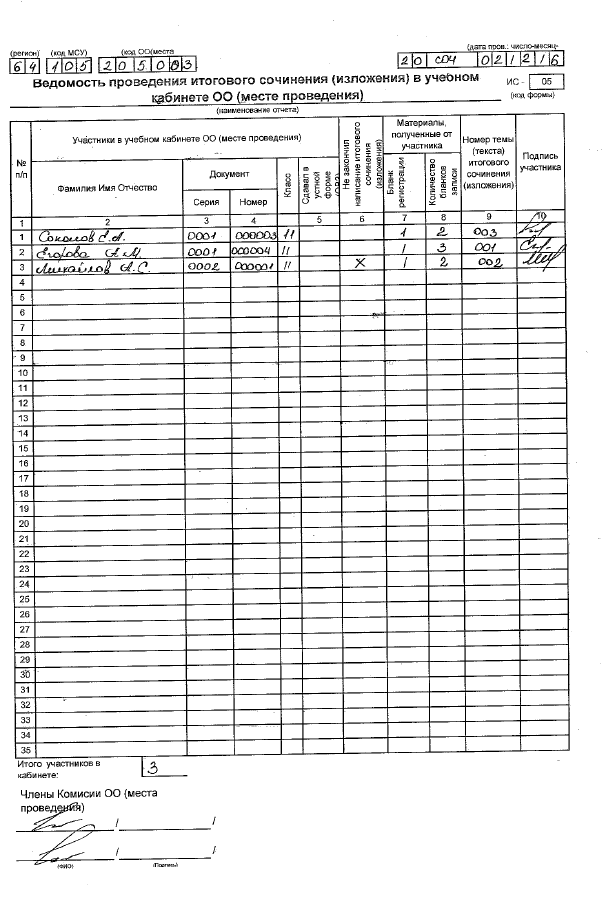 (регион) (код МСУ) (код ОО(места (дата пров.: число-месяц-
64 105 205003 20 С04 021216
Ведомость проведения итогового сочинения (изложения) в учебном
кабинете ОО (месте проведения)
ИС - 05
(наименование отчета) (код формы)
№ п/п
Участники в учебном кабинете ОО (месте проведения)
Фамилия Имя Отчество
Документ
Серия Номер
Класс
Сдавал в устной форме
Не закончил написание итогового сочинения (изложения)
Материалы, полученные от участника
Бланк регистрации
Количество бланков записи
Номер темы (текста) итогового сочинения (изложения)
Подпись участника
1 2 3 4 5 6 7 8 9 10
1 Соколов С.А. 0001 000003 11 1 2 003
2 Егорова А.М. 0001 000004 11 1 3 001
3 Михайлов А.С. 0002 000001 11 X 1 2 002
4
5
6
7
8
9
10
11
12
13
14
15
16
17
18
19
20
21
22
23
24
25
26
27
28
29
30
31
32
33
34
35
Итого участников в
кабинете: 3
Члены Комиссии ОО (места
проведения)
/ /
/ /
(ФИО) (Подпись)